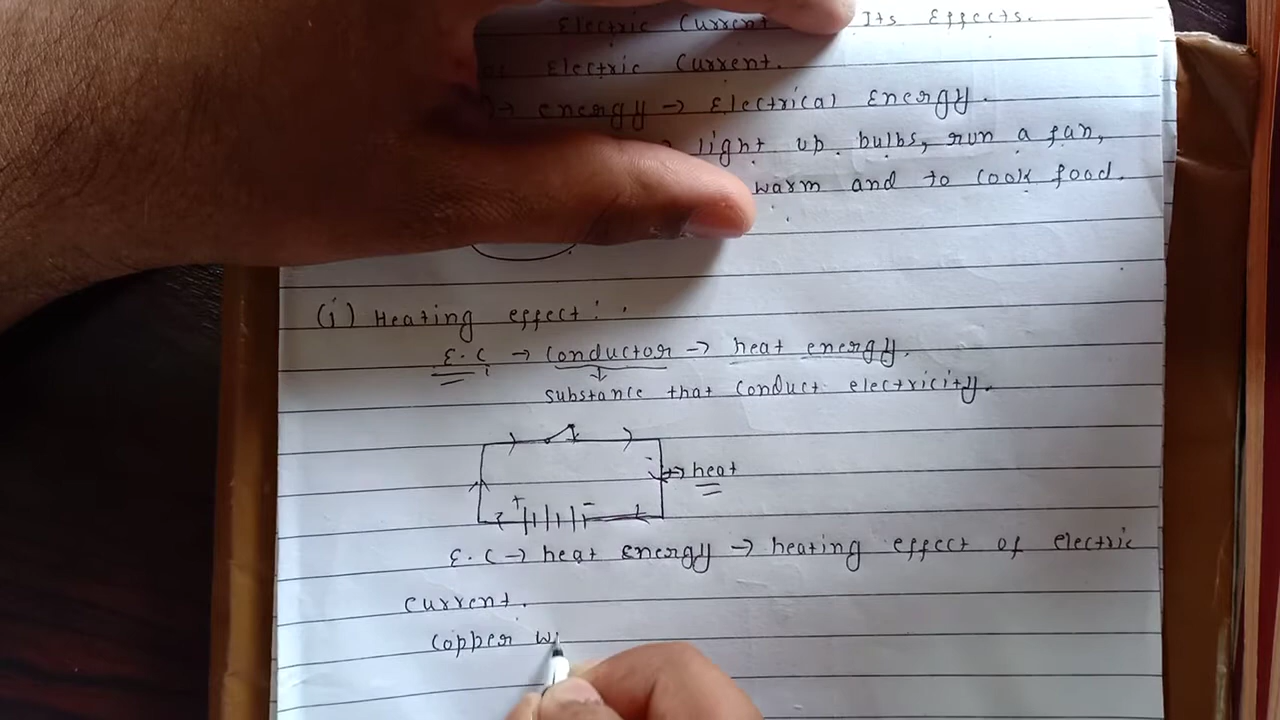 Electric Current Its Effects.
Electric Current.
→ energy → Electrical Energy.
light up bulbs, run a fan,
warm and to cook food.
(i) Heating effect:
E.C → Conductor → heat energy.
↓
substance that conduct electricity.
→ heat
+ -
E.C → heat energy → heating effect of electric
current.
Copper w